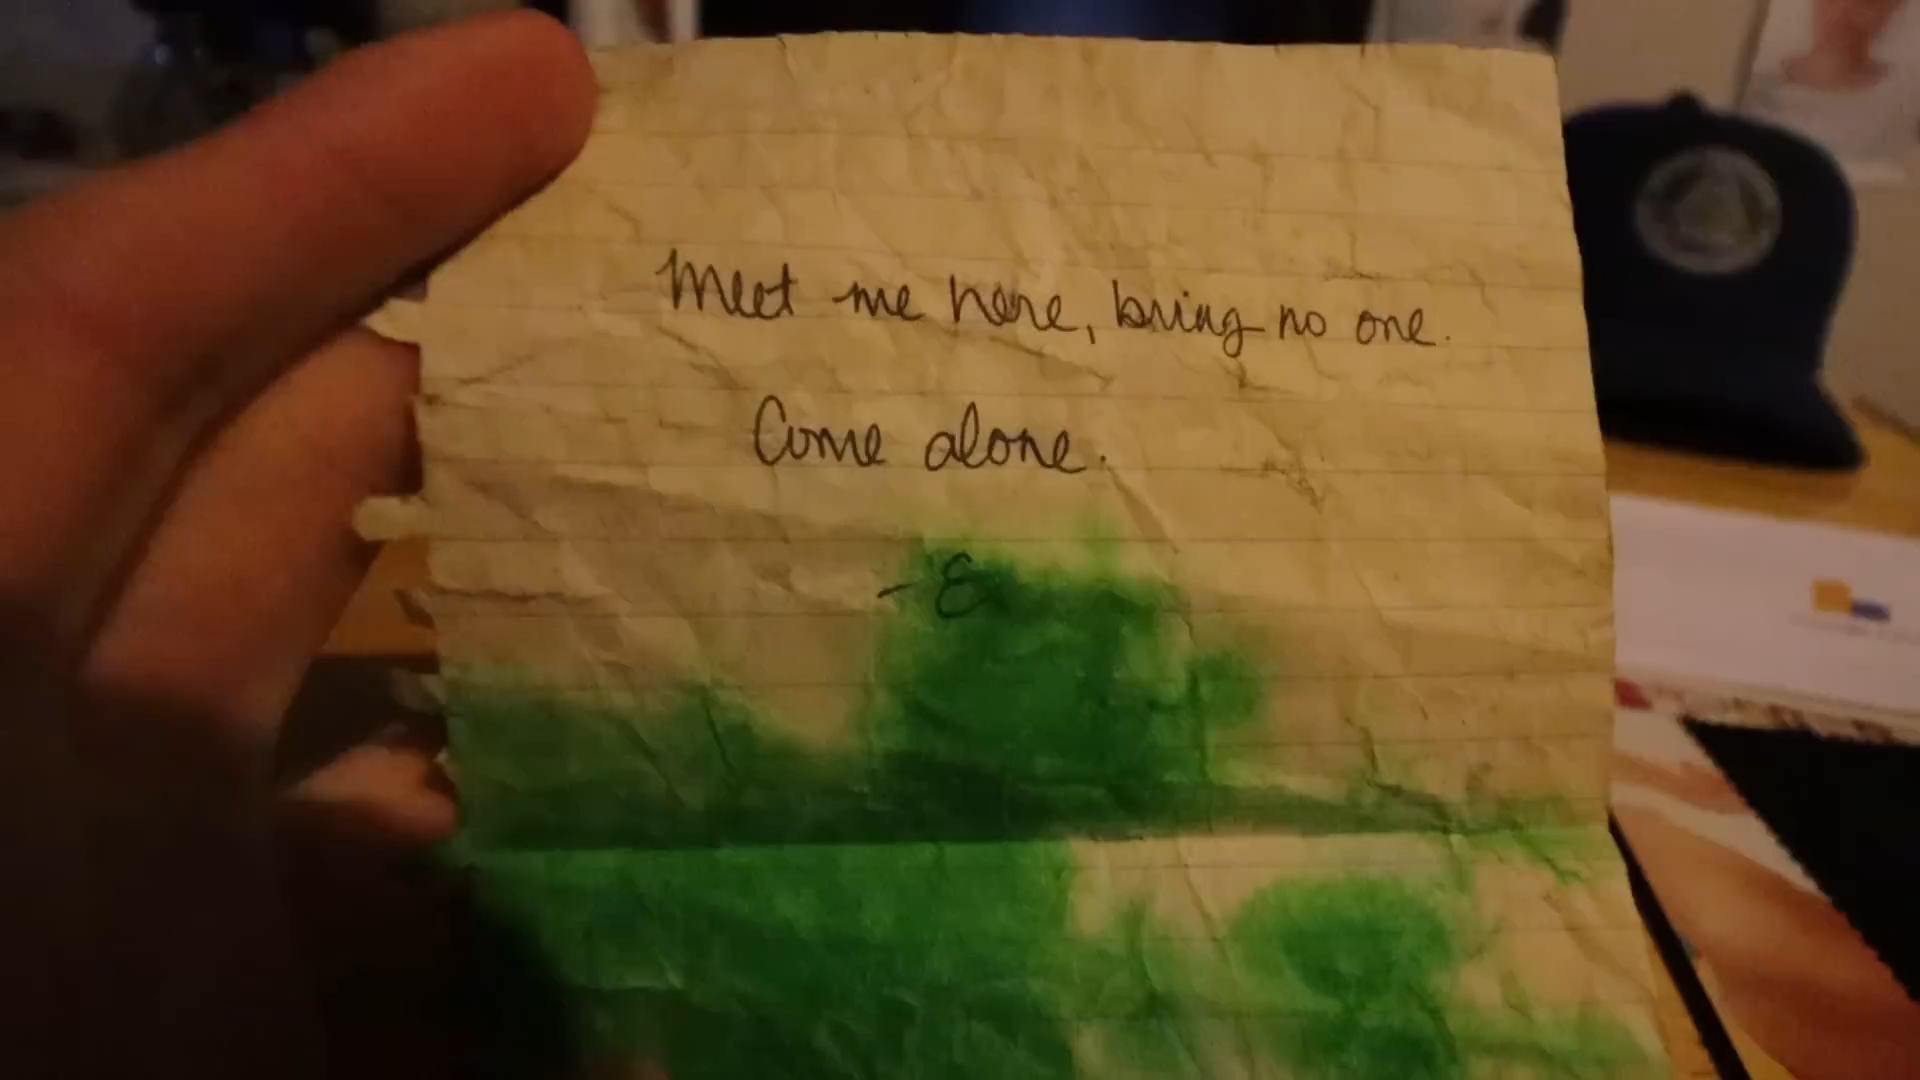 Meet me here, bring no one.
Come alone.
-E